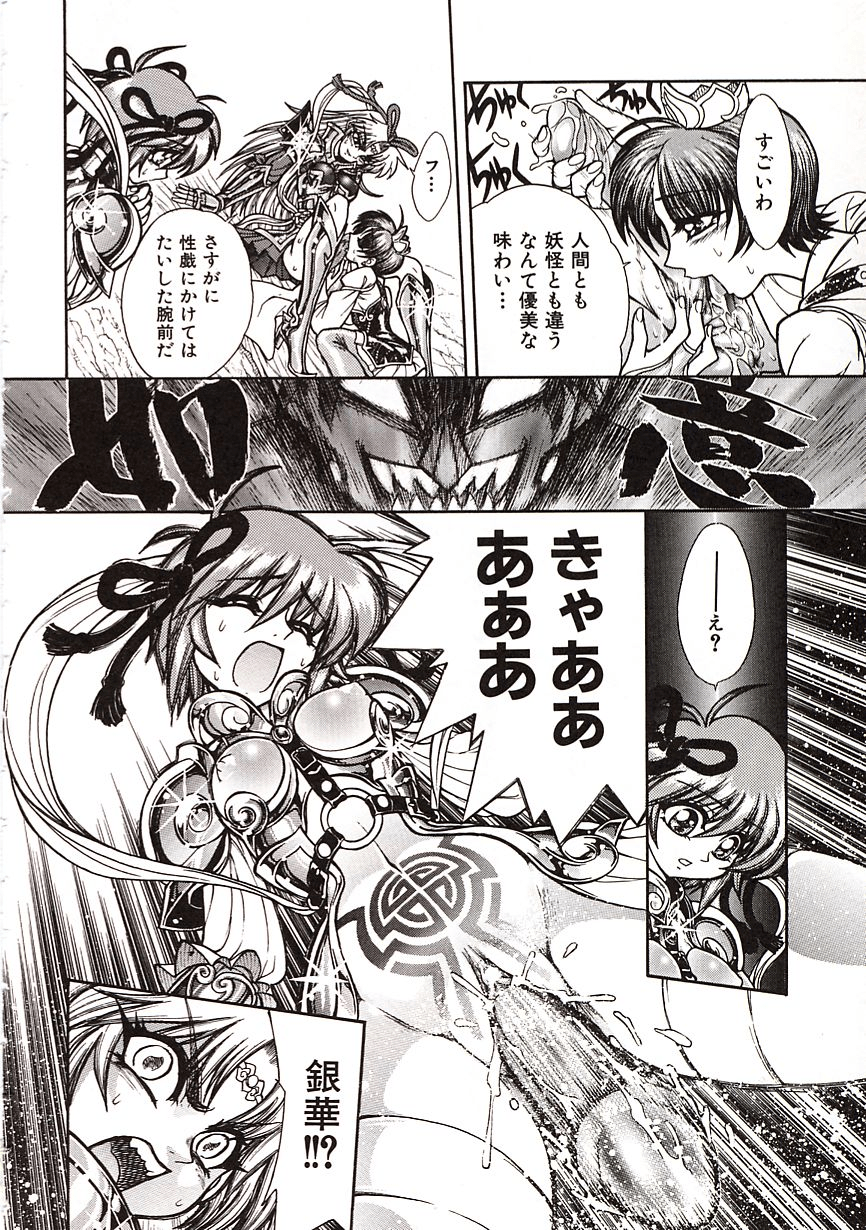 すごいわ
人間とも
妖怪とも違う
なんて優美な
味わい…
ちゅく
ちゅく
ちゅく
フ…
さすがに
性戯にかけては
たいした腕前だ
如意
―え?
きゃああ
あぁあ
銀華
!!?